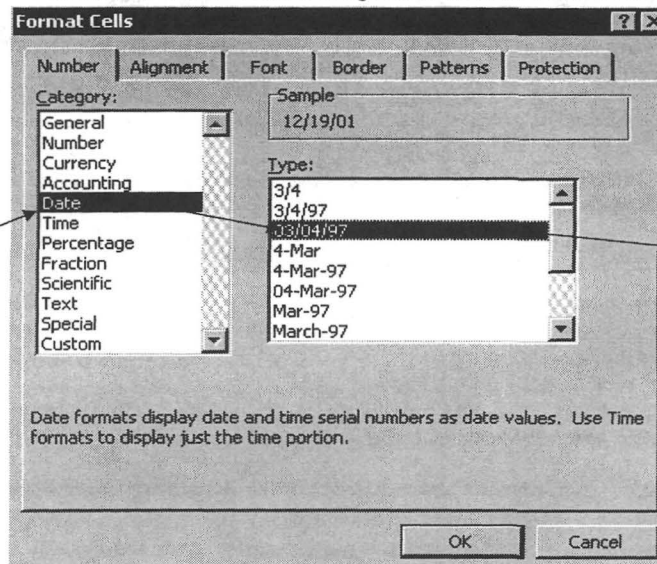 Format Cells
Number Alignment Font Border Patterns Protection
Category:
General
Number
Currency
Accounting
Date
Time
Percentage
Fraction
Scientific
Text
Special
Custom
Sample
12/19/01
Type:
3/4
3/4/97
03/04/97
4-Mar
4-Mar-97
04-Mar-97
Mar-97
March-97
Date formats display date and time serial numbers as date values. Use Time
formats to display just the time portion.
OK Cancel